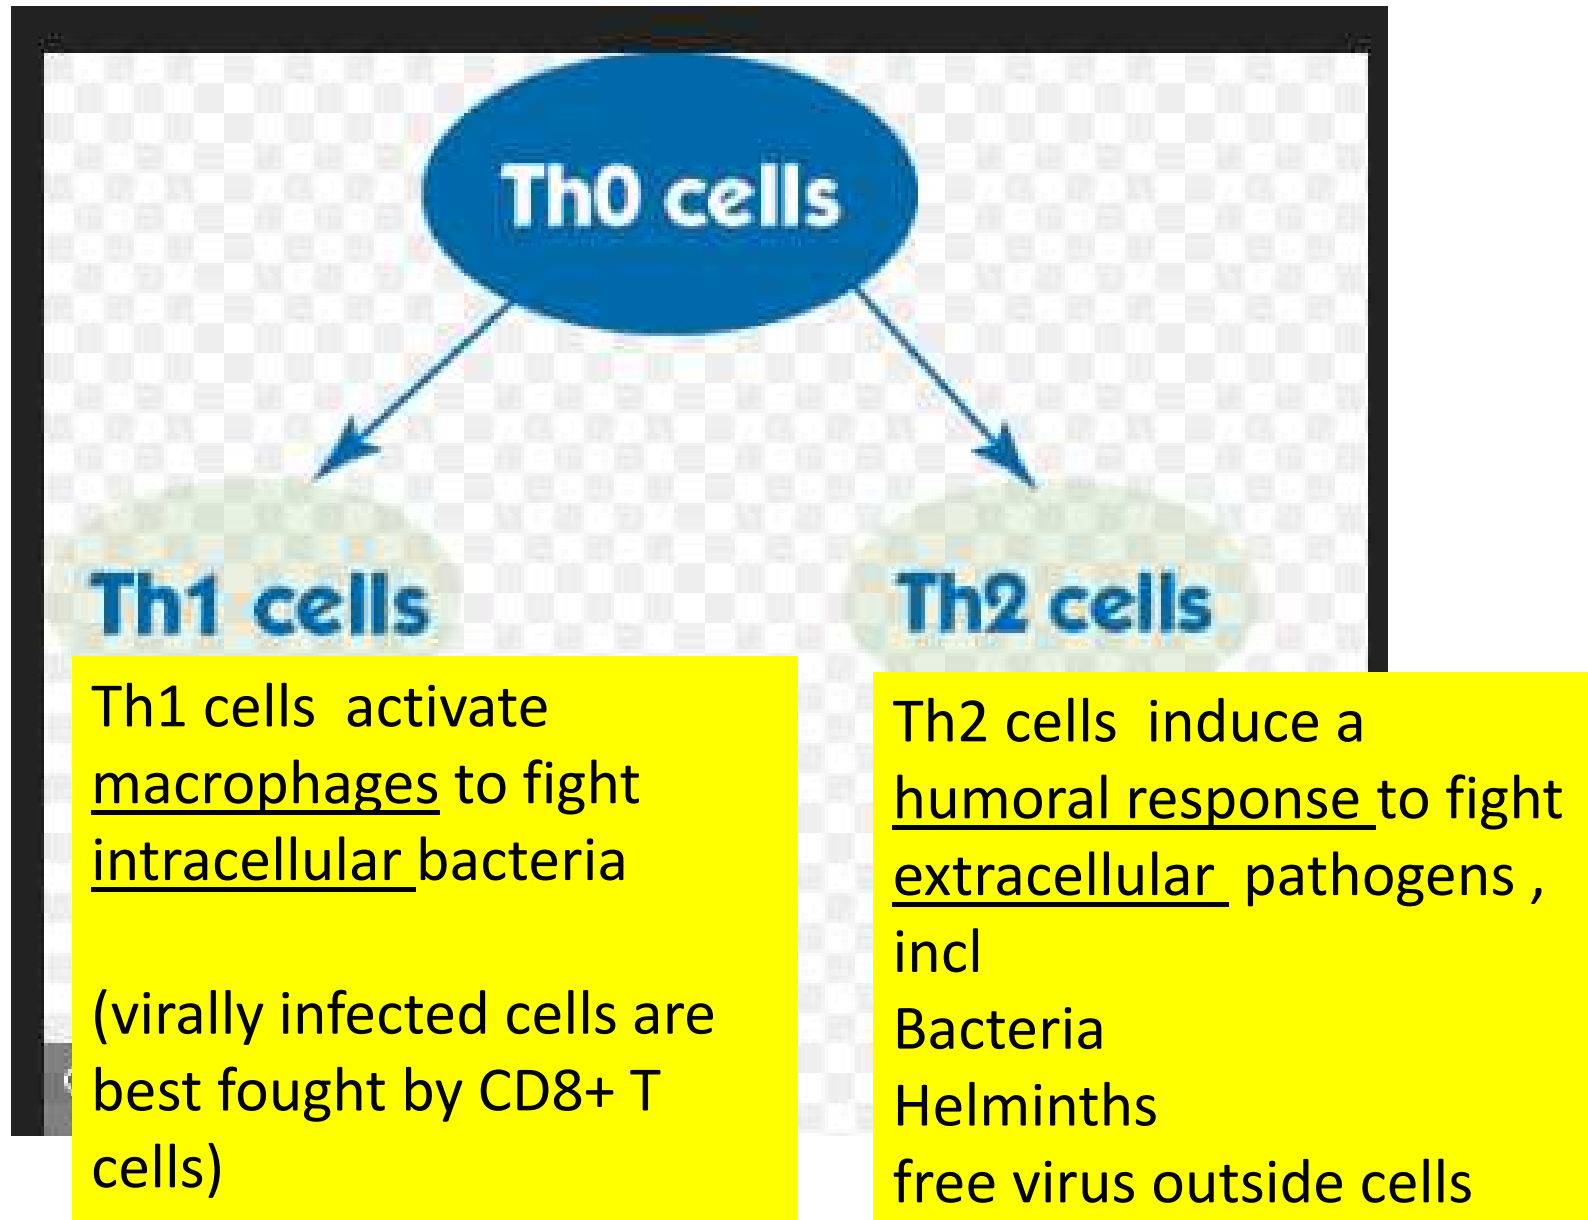 Th0 cells
Th1 cells
Th2 cells
Th1 cells  activate
macrophages to fight
intracellular bacteria
(virally infected cells are
best fought by CD8+ T
cells)
Th2 cells  induce a
humoral response to fight
extracellular  pathogens ,
incl
Bacteria
Helminths
free virus outside cells